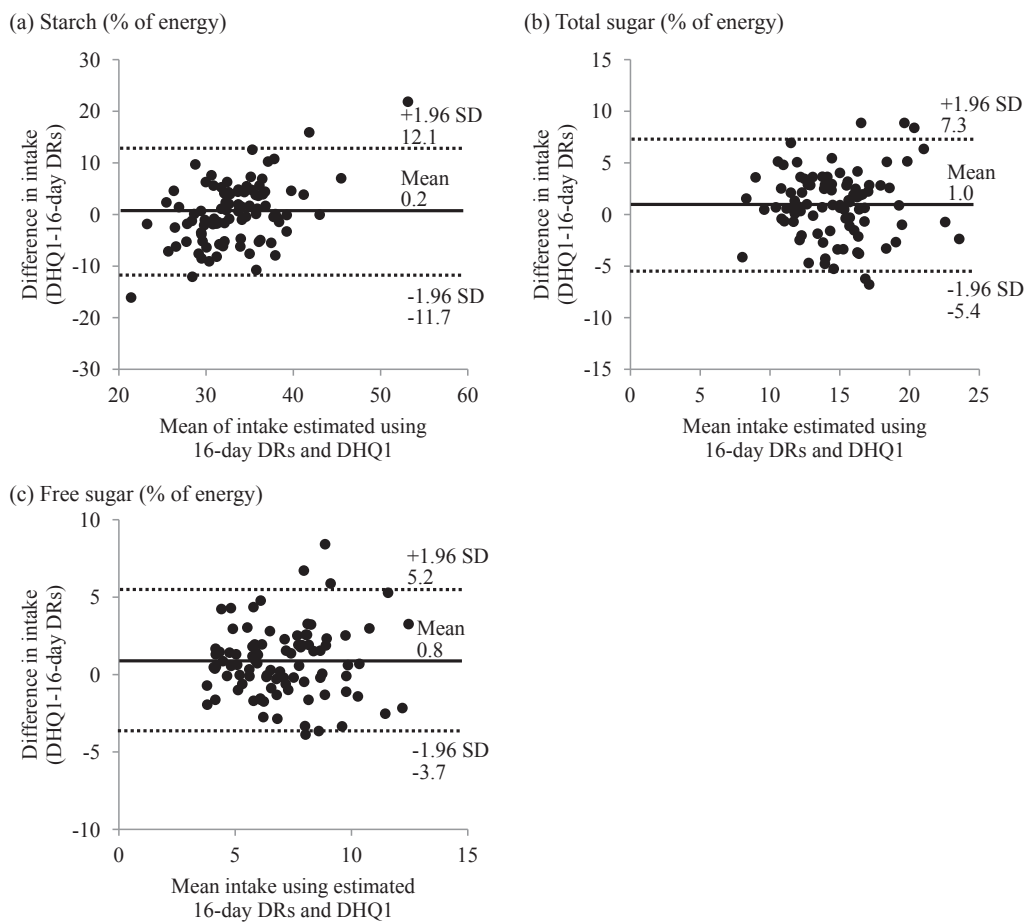 (a) Starch (% of energy)
Difference in intake
(DHQ1-16-day DRs)
30
20
10
0
-10
-20
-30
+1.96 SD
12.1
Mean
0.2
-1.96 SD
-11.7
20
30
40
50
60
Mean of intake estimated using
16-day DRs and DHQ1
(b) Total sugar (% of energy)
Difference in intake
(DHQ1-16-day DRs)
15
10
5
0
-5
-10
-15
+1.96 SD
7.3
Mean
1.0
-1.96 SD
-5.4
0
5
10
15
20
25
Mean intake estimated using
16-day DRs and DHQ1
(c) Free sugar (% of energy)
Difference in intake
(DHQ1-16-day DRs)
10
5
0
-5
-10
+1.96 SD
5.2
Mean
0.8
-1.96 SD
-3.7
0
5
10
15
Mean intake using estimated
16-day DRs and DHQ1